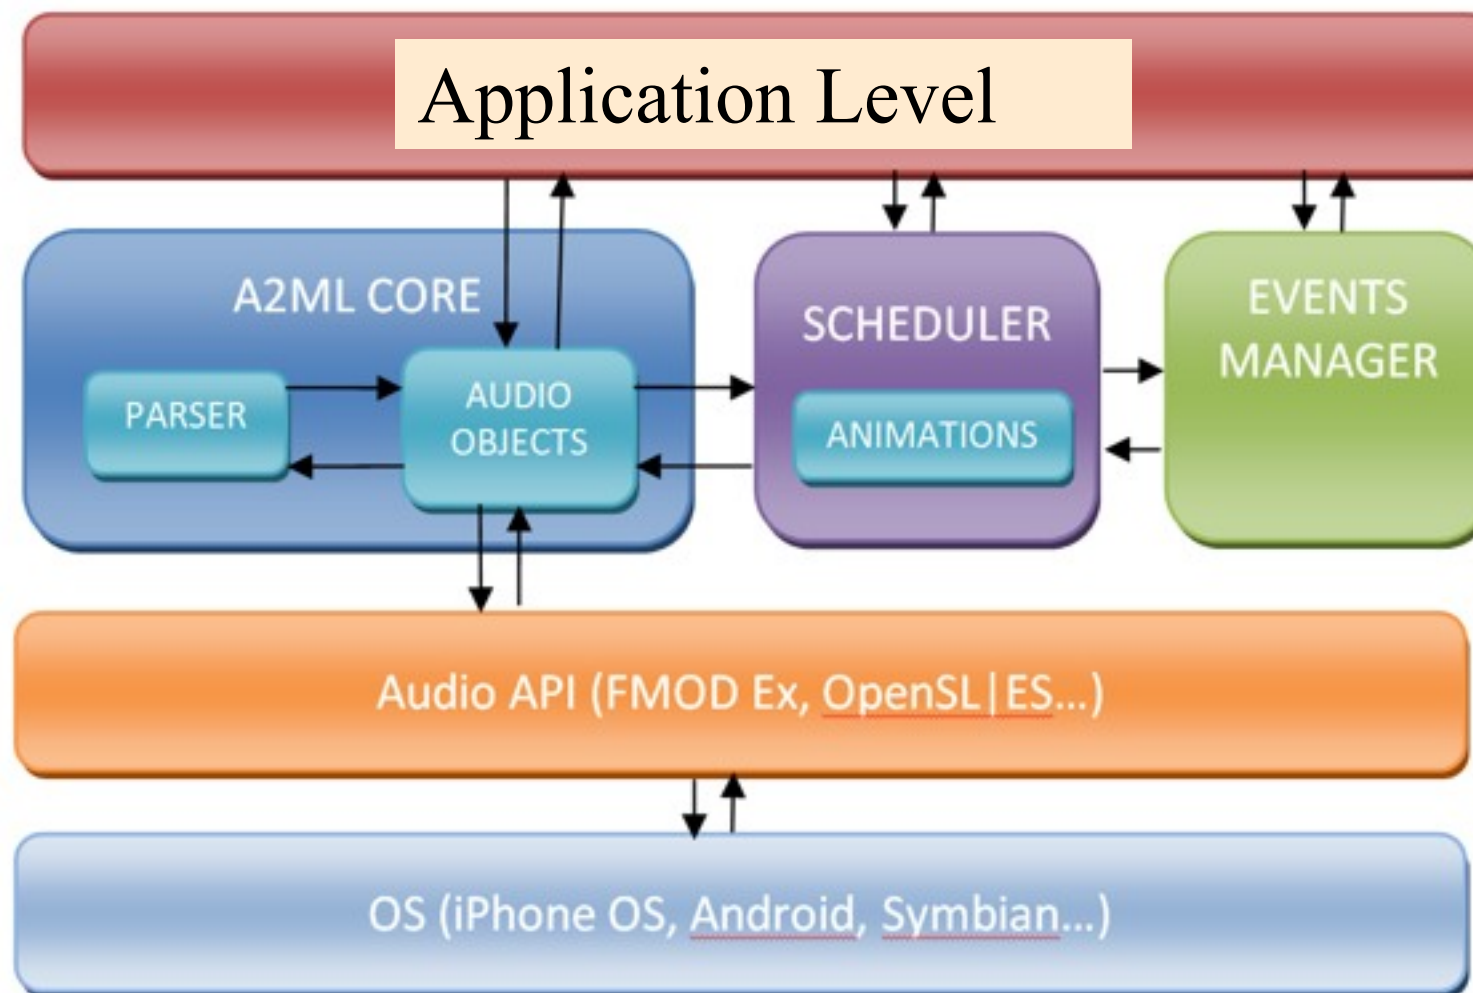 Application Level
A2ML CORE
PARSER
AUDIO
OBJECTS
SCHEDULER
ANIMATIONS
EVENTS
MANAGER
Audio API (FMOD Ex, OpenSL|ES...)
OS (iPhone OS, Android, Symbian...)